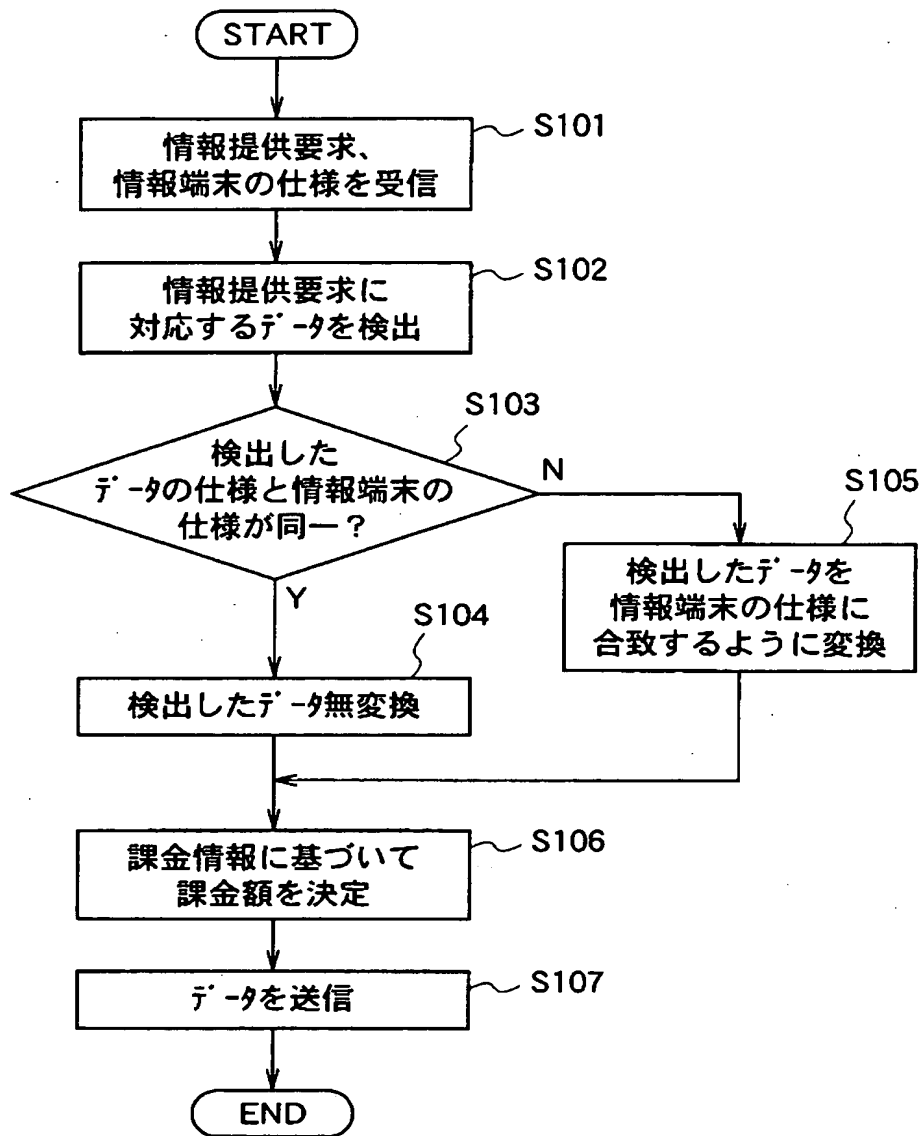 START
S101
情報提供要求、
情報端末の仕様を受信
S102
情報提供要求に
対応するﾃﾞｰﾀを検出
S103
検出した
ﾃﾞｰﾀの仕様と情報端末の
仕様が同一？
N
Y
S105
検出したﾃﾞｰﾀを
情報端末の仕様に
合致するように変換
S104
検出したﾃﾞｰﾀ無変換
S106
課金情報に基づいて
課金額を決定
S107
ﾃﾞｰﾀを送信
END